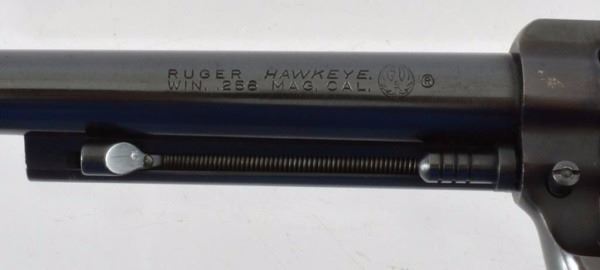 RUGER HAWKEYE.
WIN. .256 MAG. CAL. ®